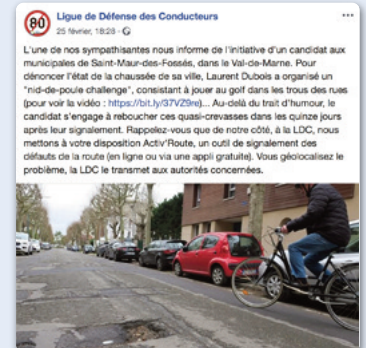 80
Ligue de Défense des Conducteurs
25 février, 18:28 ·
L'une de nos sympathisantes nous informe de l'initiative d'un candidat aux
municipales de Saint-Maur-des-Fossés, dans le Val-de-Marne. Pour
dénoncer l'état de la chaussée de sa ville, Laurent Dubois a organisé un
"nid-de-poule challenge", consistant à jouer au golf dans les trous des rues
(pour voir la vidéo : https://bit.ly/37VZ9re)... Au-delà du trait d'humour, le
candidat s'engage à reboucher ces quasi-crevasses dans les quinze jours
après leur signalement. Rappelez-vous que de notre côté, à la LDC, nous
mettons à votre disposition Activ'Route, un outil de signalement des
défauts de la route (en ligne ou via une appli gratuite). Vous géolocalisez le
problème, la LDC le transmet aux autorités concernées.